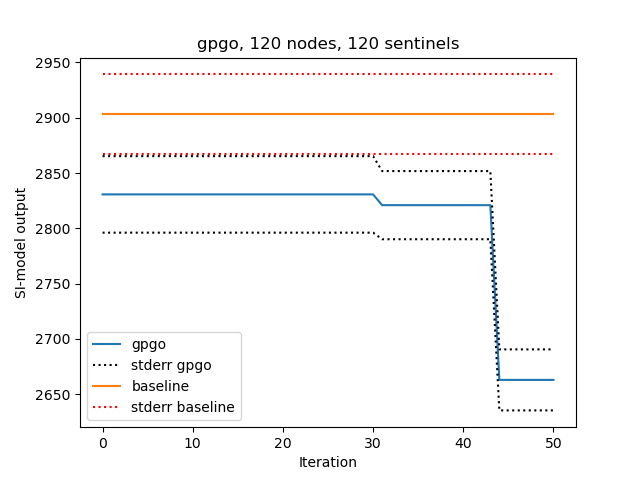 gpgo, 120 nodes, 120 sentinels
2950
2900
2850
2800
2750
2700
2650
SI-model output
gpgo
stderr gpgo
baseline
stderr baseline
0 10 20 30 40 50
Iteration